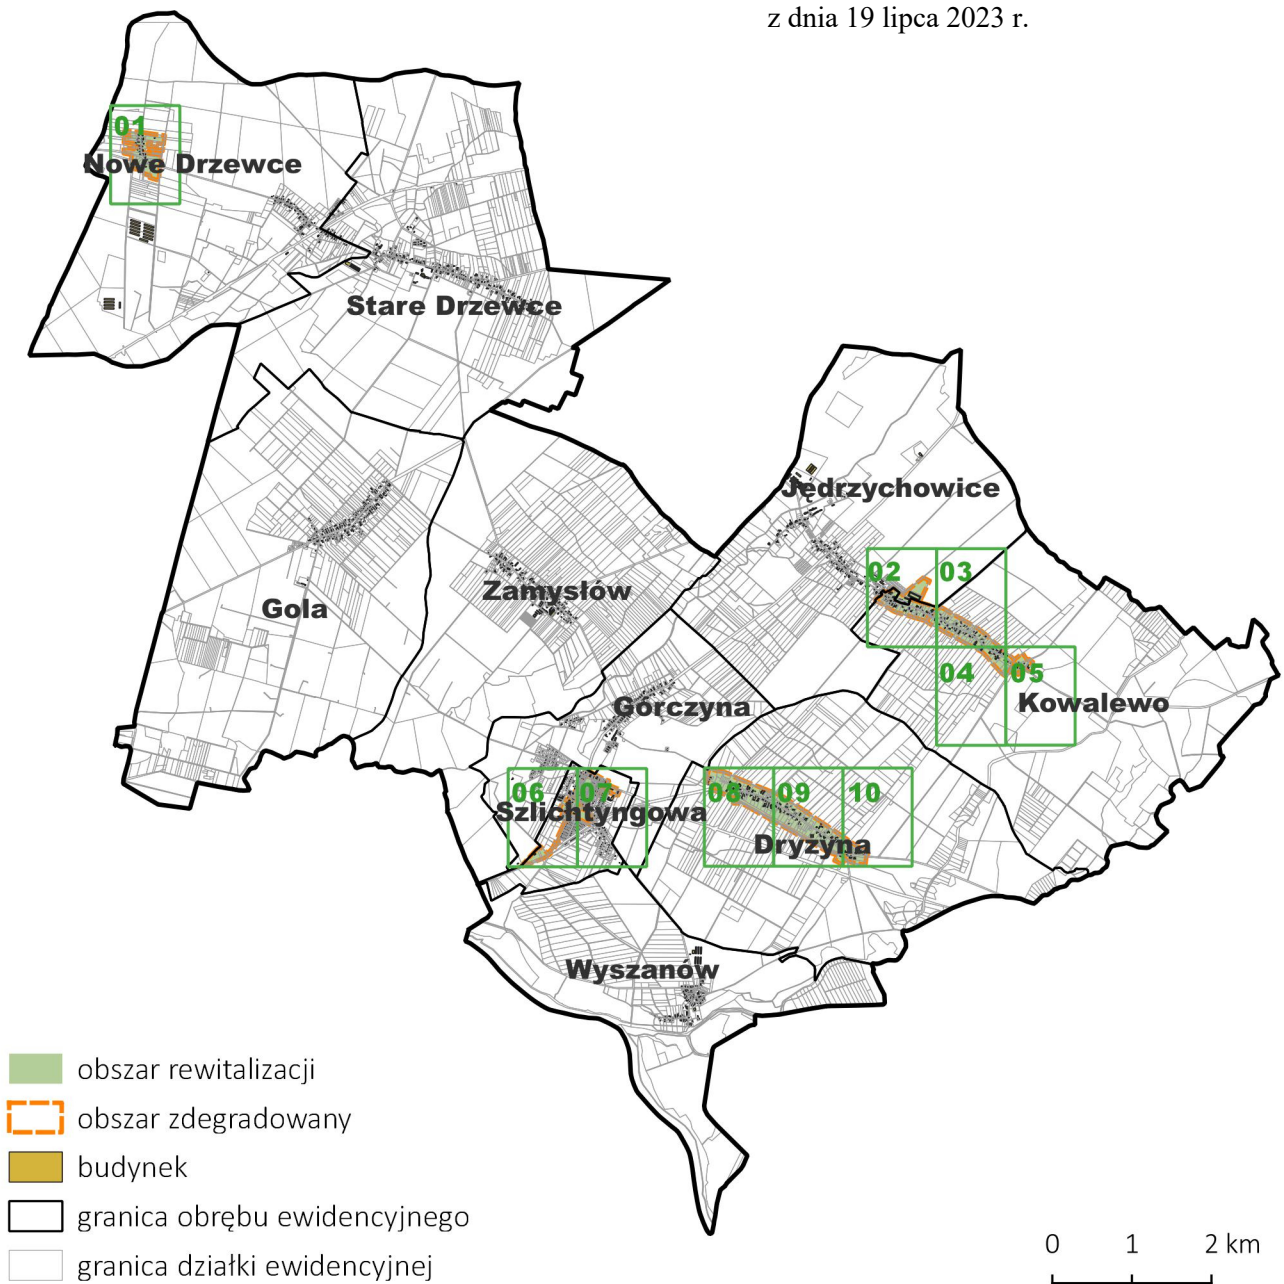 z dnia 19 lipca 2023 r.
01
Nowe Drzewce
Stare Drzewce
Jędrzychowice
02
03
Zamysłów
Gola
04
05
Kowalewo
Górczyna
06
07
08
09
10
Szlichtyngowa
Dryżyna
Wyszanów
obszar rewitalizacji
obszar zdegradowany
budynek
granica obrębu ewidencyjnego
granica działki ewidencyjnej
0 1 2 km